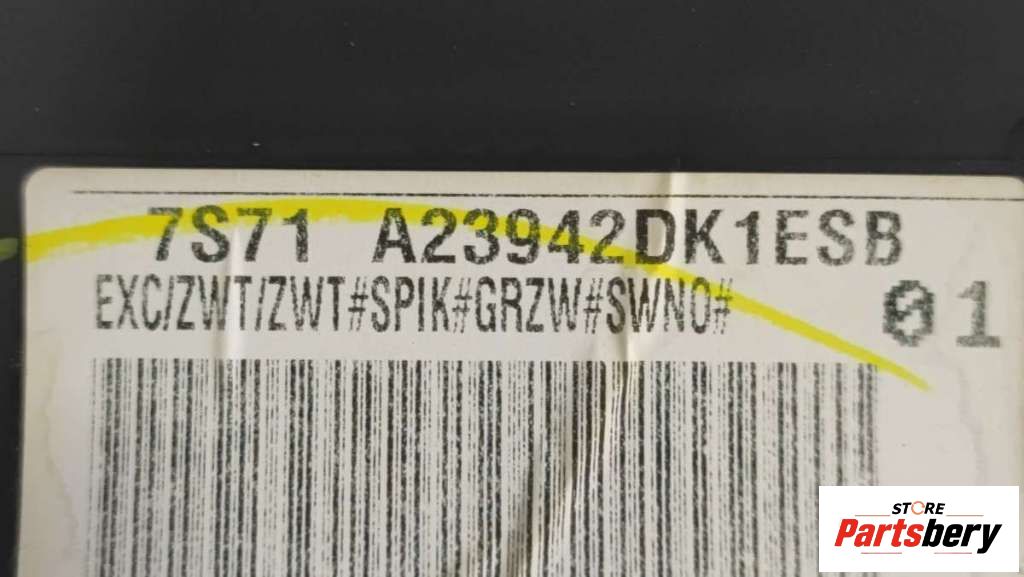 7S71 A23942DK1ESB
EXC/ZWT/ZWT#SPIK#GRZW#SWNO#
01
STORE
Partsbery